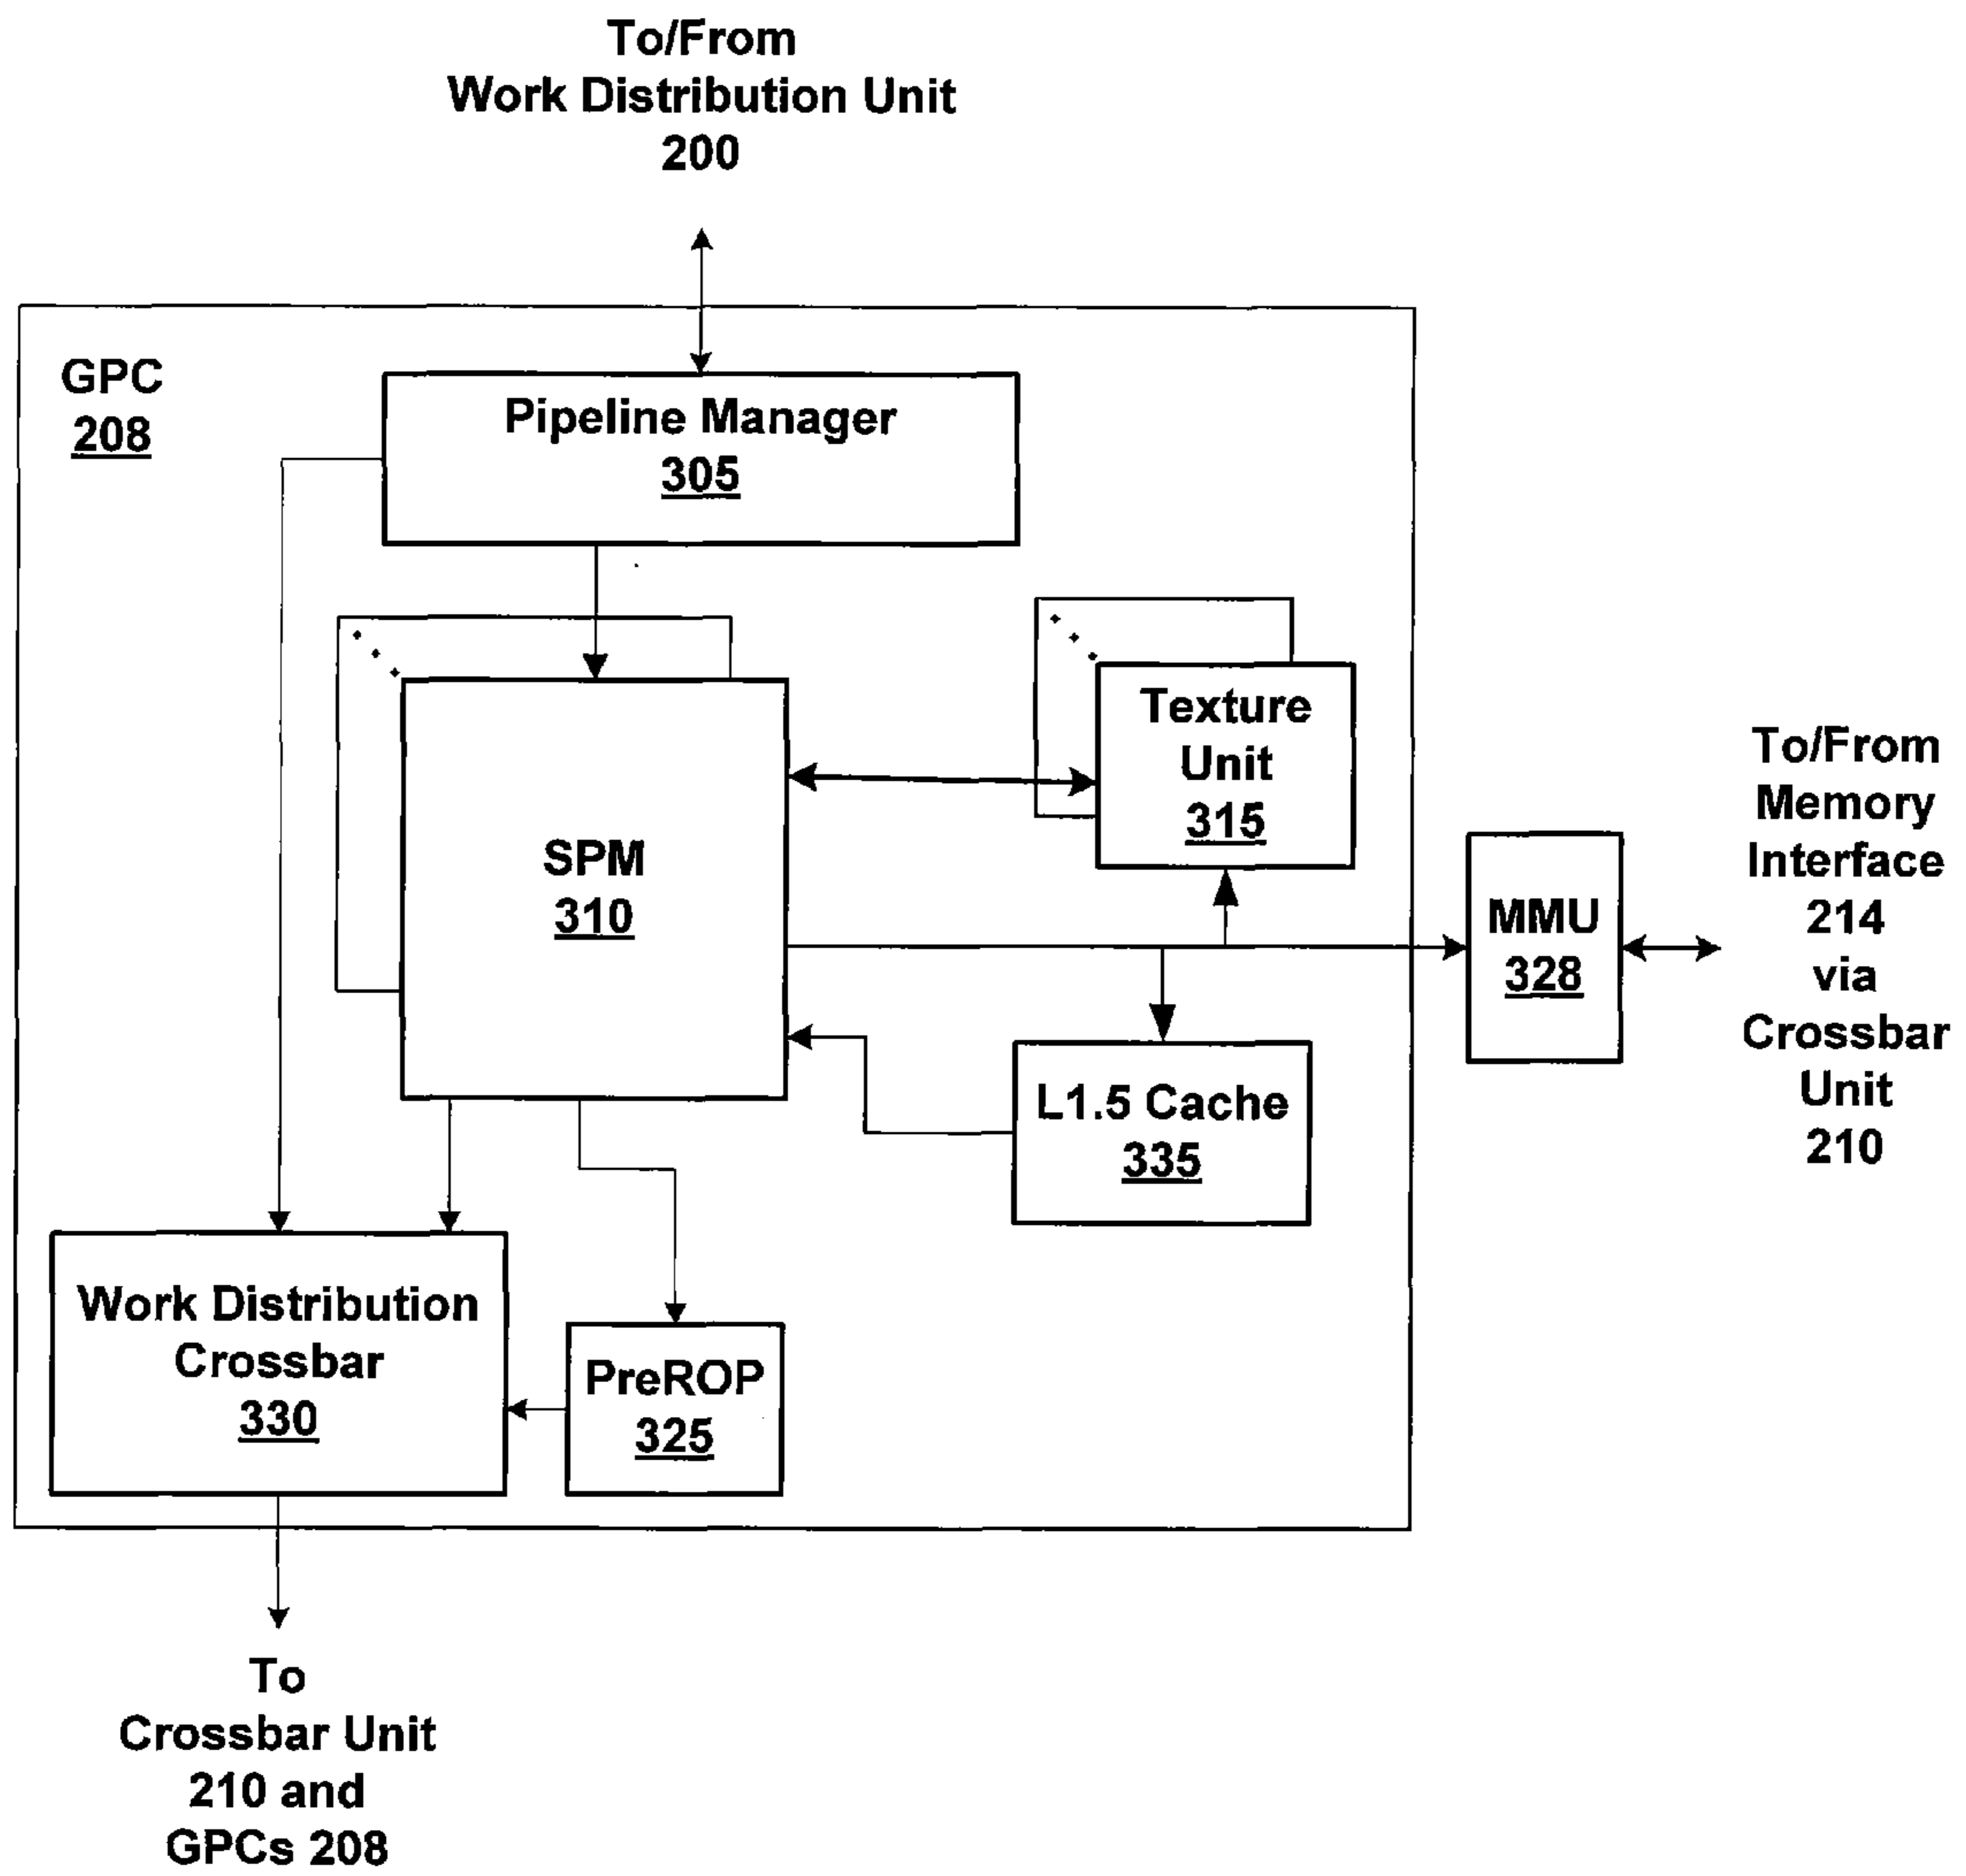 To/From
Work Distribution Unit
200
GPC
208
Pipeline Manager
305
Texture
Unit
315
SPM
310
MMU
328
To/From
Memory
Interface
214
via
Crossbar
Unit
210
L1.5 Cache
335
Work Distribution
Crossbar
330
PreROP
325
To
Crossbar Unit
210 and
GPCs 208